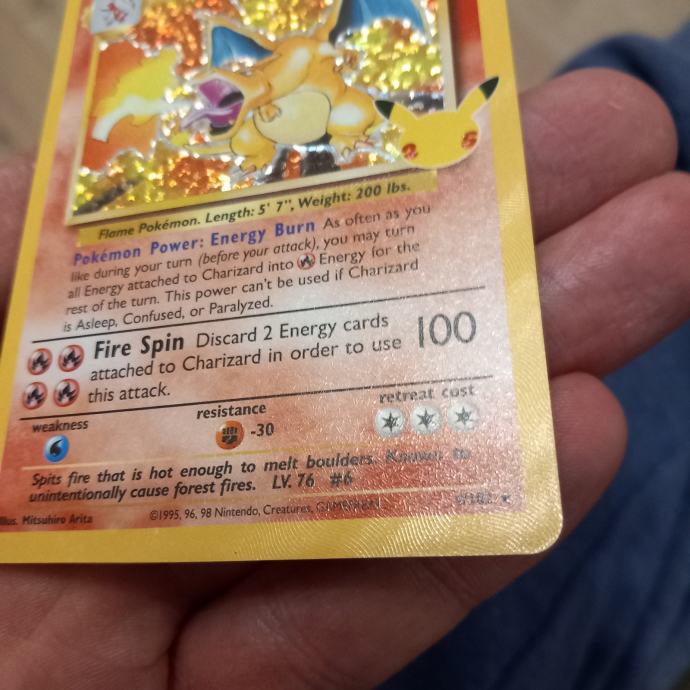 Flame Pokémon. Length: 5' 7", Weight: 200 lbs.
Pokémon Power: Energy Burn As often as you
like during your turn (before your attack), you may turn
all Energy attached to Charizard into Energy for the
rest of the turn. This power can't be used if Charizard
is Asleep, Confused, or Paralyzed.
Fire Spin Discard 2 Energy cards
attached to Charizard in order to use
this attack.
100
weakness
resistance
retreat cost
-30
Spits fire that is hot enough to melt boulders. Known to
unintentionally cause forest fires. LV. 76 #6
Illus. Mitsuhiro Arita
©1995, 96, 98 Nintendo, Creatures, GAMEFREAK
/102 ★